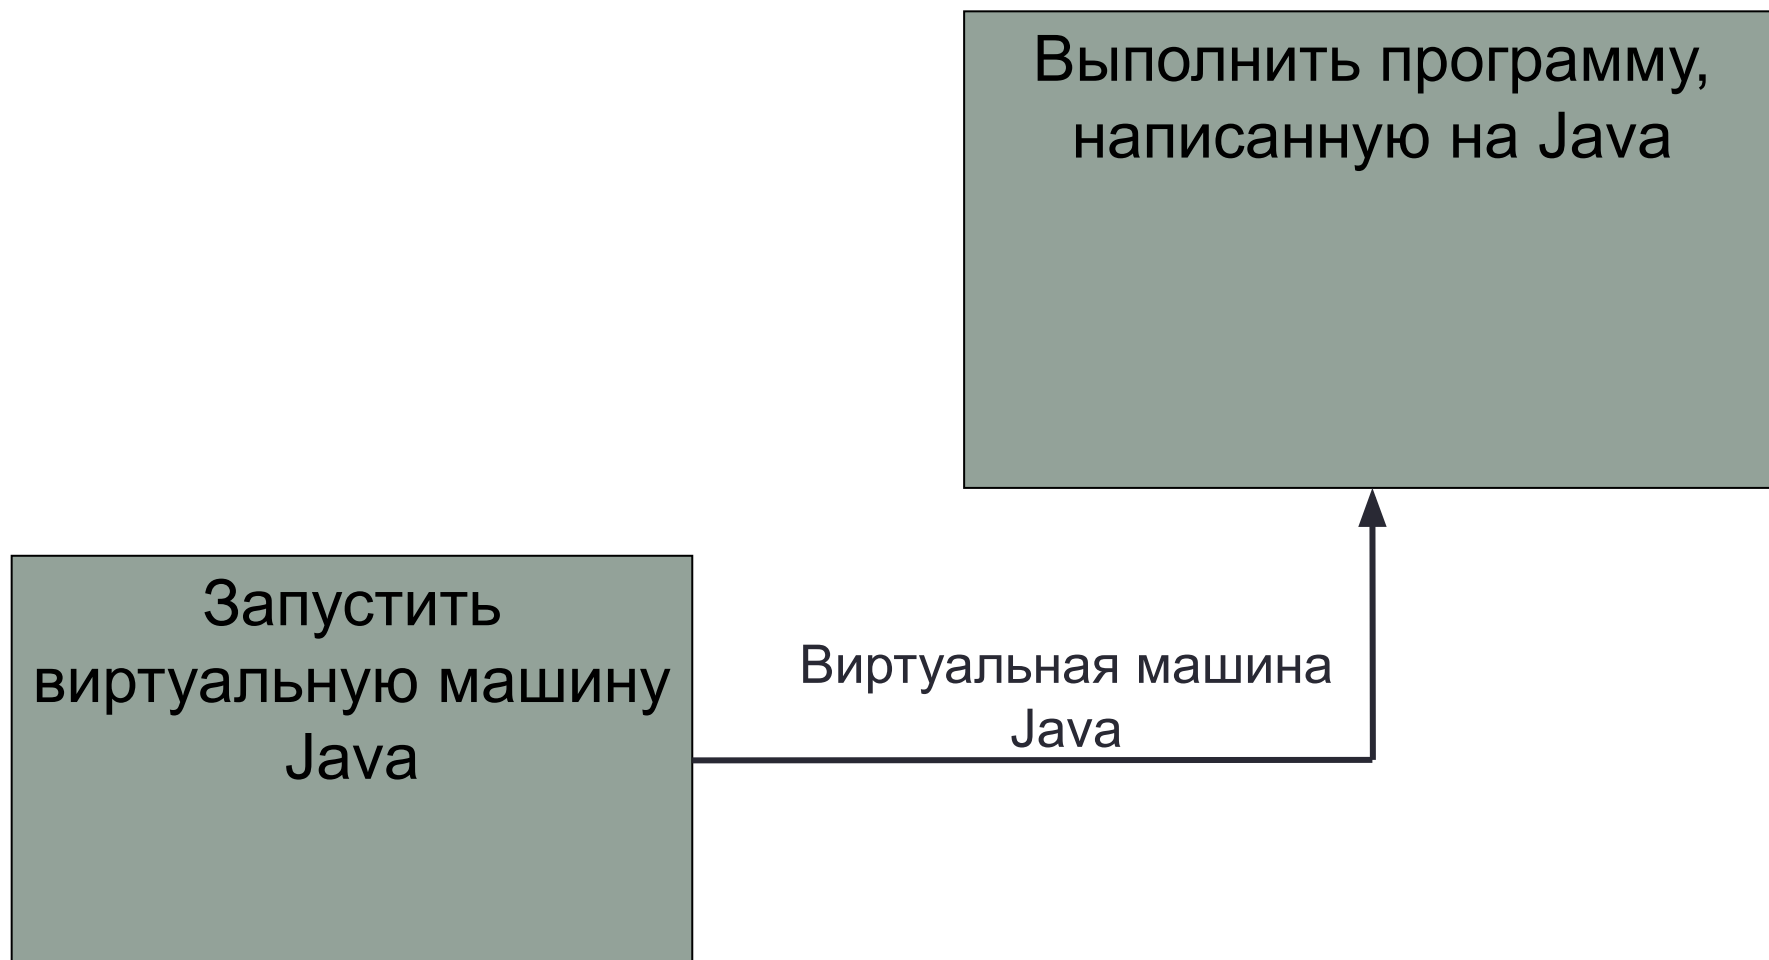 Выполнить программу,
написанную на Java
Запустить
виртуальную машину
Java
Виртуальная машина
Java